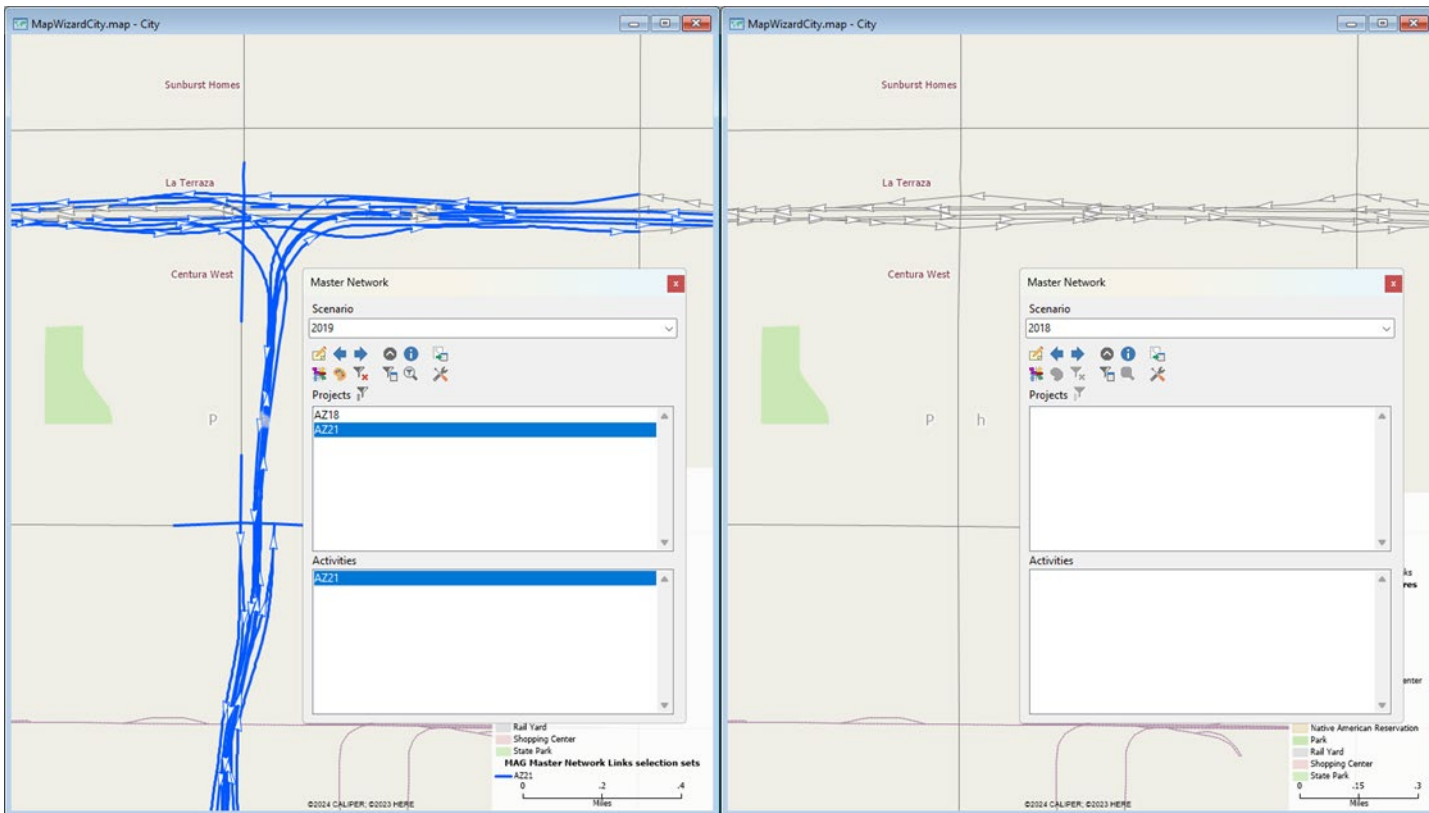 MapWizardCity.map - City
Sunburst Homes
La Terraza
Centura West
P
Master Network
x
Scenario
2019
Projects
AZ18
AZ21
Activities
AZ21
Rail Yard
Shopping Center
State Park
MAG Master Network Links selection sets
AZ21
0 .2 .4
Miles
©2024 CALIPER; ©2023 HERE
MapWizardCity.map - City
Sunburst Homes
La Terraza
Centura West
P h
Master Network
x
Scenario
2018
Projects
Activities
ks
res
enter
Native American Reservation
Park
Rail Yard
Shopping Center
State Park
0 .15 .3
Miles
©2024 CALIPER; ©2023 HERE